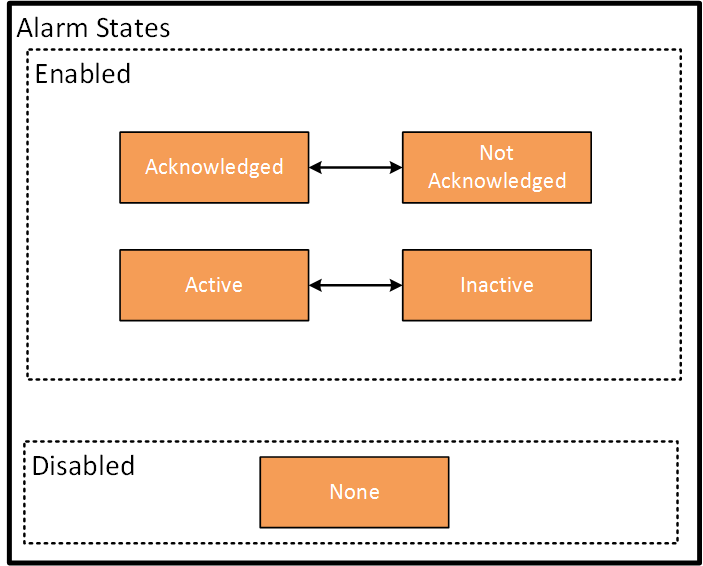 Alarm States
Enabled
Acknowledged
Not
Acknowledged
Active
Inactive
Disabled
None